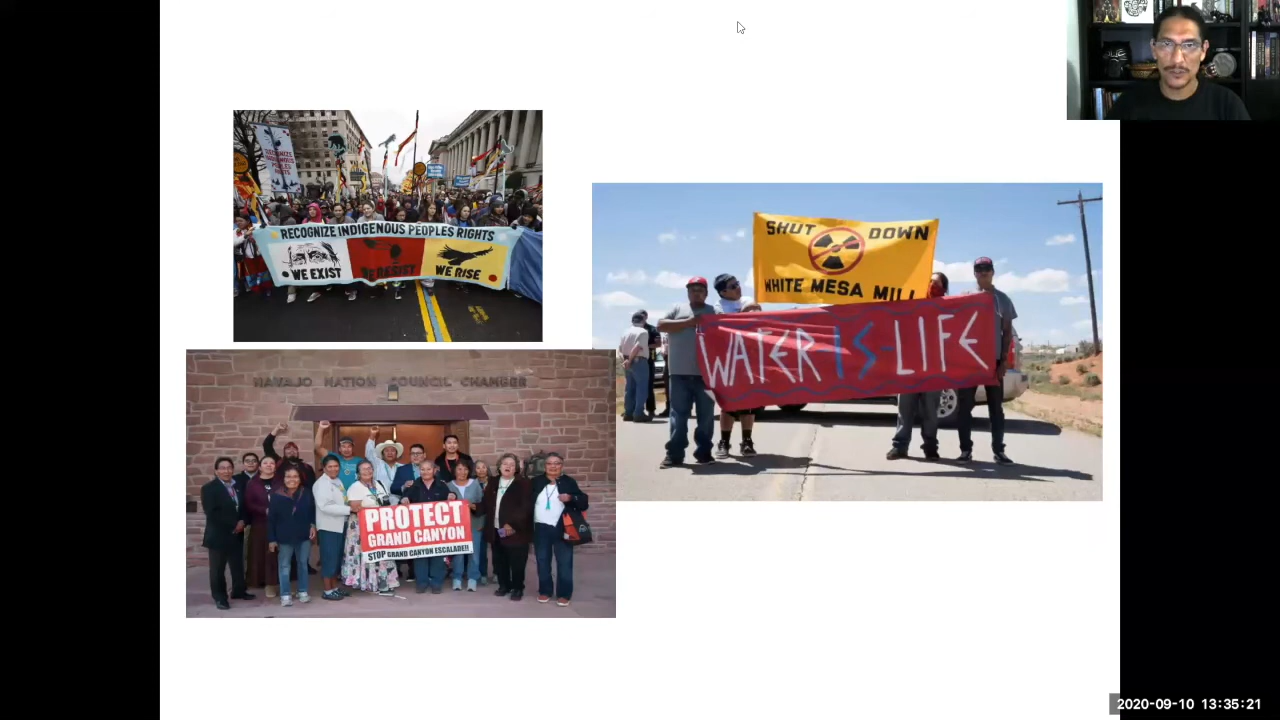 RECOGNIZE INDIGENOUS PEOPLES RIGHTS
WE EXIST
WE RESIST
WE RISE
SHUT DOWN
WHITE MESA MILL
WATER IS LIFE
NAVAJO NATION COUNCIL CHAMBER
PROTECT
GRAND CANYON
STOP GRAND CANYON ESCALADE!!
2020-09-10 13:35:21